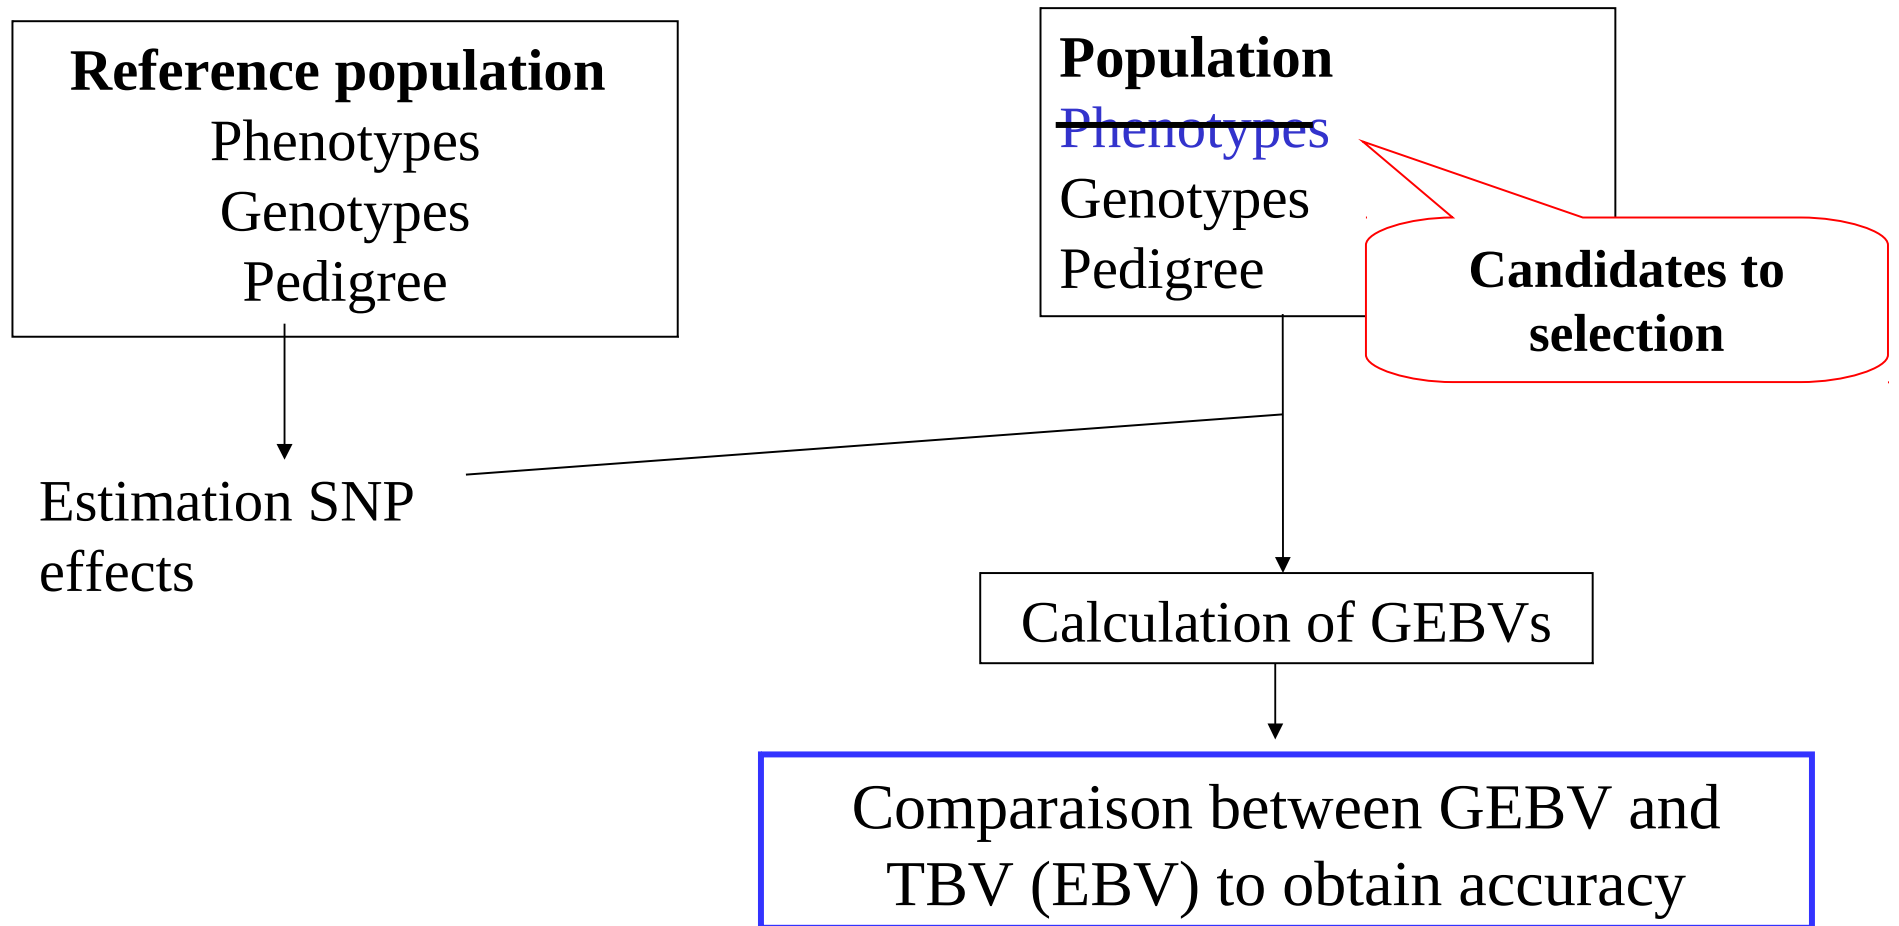 Reference population
Phenotypes
Genotypes
Pedigree
Population
Phenotypes
Genotypes
Pedigree
Candidates to
selection
Estimation SNP
effects
Calculation of GEBVs
Comparaison between GEBV and
TBV (EBV) to obtain accuracy